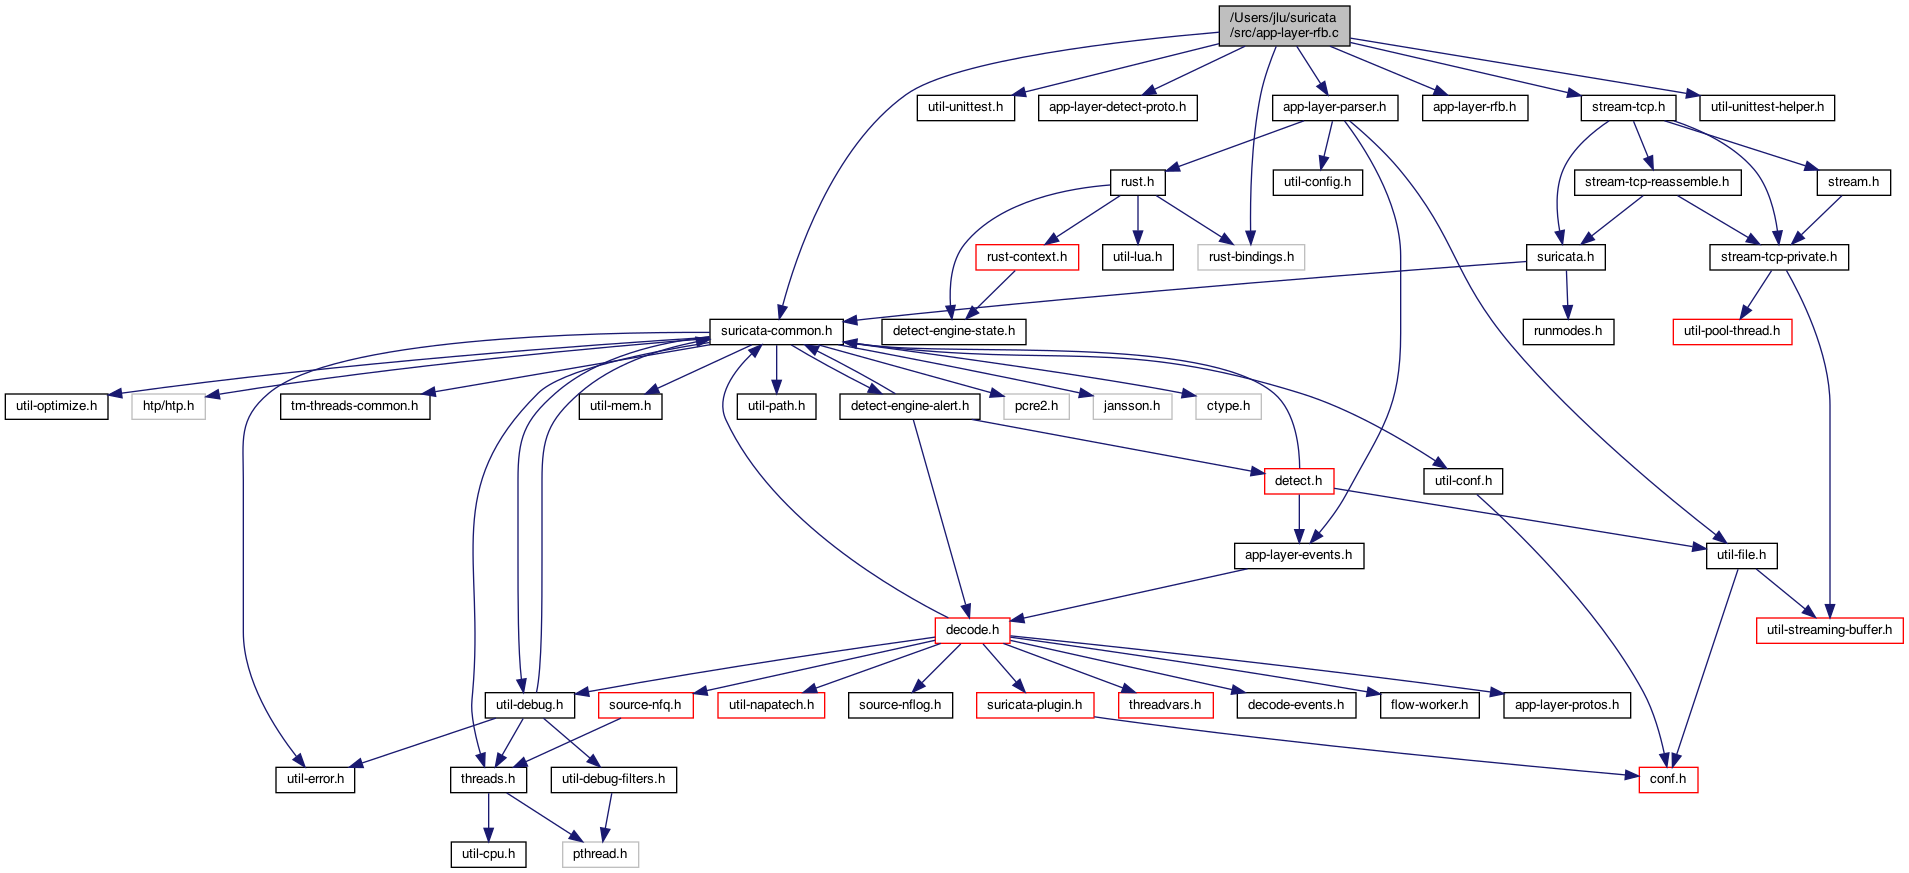 /Users/jlu/suricata
/src/app-layer-rfb.c
util-unittest.h
app-layer-detect-proto.h
app-layer-parser.h
app-layer-rfb.h
stream-tcp.h
util-unittest-helper.h
rust.h
util-config.h
stream-tcp-reassemble.h
stream.h
rust-context.h
util-lua.h
rust-bindings.h
suricata.h
stream-tcp-private.h
suricata-common.h
detect-engine-state.h
runmodes.h
util-pool-thread.h
util-optimize.h
htp/htp.h
tm-threads-common.h
util-mem.h
util-path.h
detect-engine-alert.h
pcre2.h
jansson.h
ctype.h
detect.h
util-conf.h
app-layer-events.h
util-file.h
decode.h
util-streaming-buffer.h
util-debug.h
source-nfq.h
util-napatech.h
source-nflog.h
suricata-plugin.h
threadvars.h
decode-events.h
flow-worker.h
app-layer-protos.h
util-error.h
threads.h
util-debug-filters.h
conf.h
util-cpu.h
pthread.h